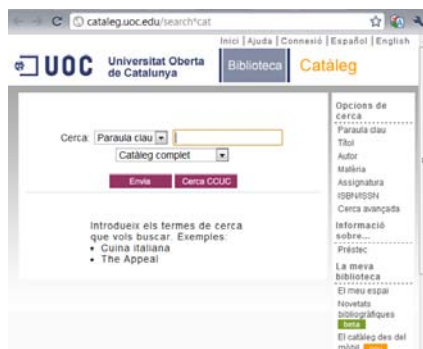 cataleg.uoc.edu/search*cat
Inici | Ajuda | Connexió | Español | English
UOC Universitat Oberta de Catalunya
Biblioteca
Catàleg
Cerca: Paraula clau
Catàleg complet
Envia Cerca CCUC
Introdueix els termes de cerca
que vols buscar. Exemples:
• Cuina italiana
• The Appeal
Opcions de
cerca
Paraula clau
Títol
Autor
Matèria
Assignatura
ISBN/ISSN
Cerca avançada
Informació
sobre...
Préstec
La meva
biblioteca
El meu espai
Novetats
bibliogràfiques
beta
El catàleg des del
mòbil